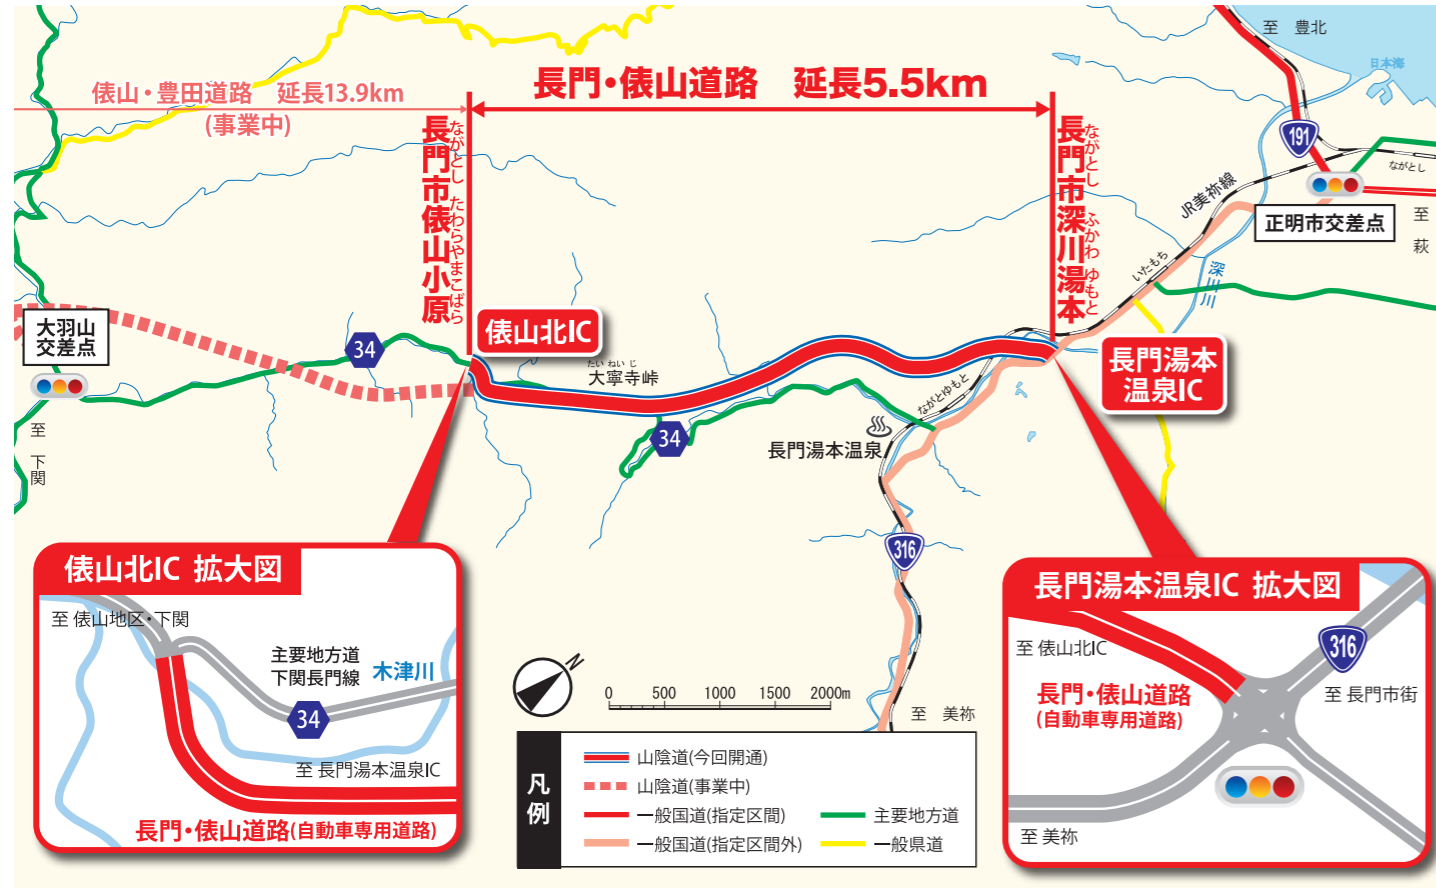 至 豊北
日本海
俵山・豊田道路 延長13.9km
(事業中)
長門・俵山道路 延長5.5km
長門市俵山小原
ながとし たわらやまこばら
長門市深川湯本
ながとし ふかわ ゆもと
191
ながとし
JR美祢線
正明市交差点
至 萩
いたもち
深川川
大羽山
交差点
34
俵山北IC
たい ねい じ
大寧寺峠
長門湯本
温泉IC
ながとゆもと
34
長門湯本温泉
至 下関
316
俵山北IC 拡大図
至 俵山地区・下関
主要地方道
下関長門線
木津川
34
至 長門湯本温泉IC
長門・俵山道路(自動車専用道路)
N
0 500 1000 1500 2000m
至 美祢
凡例
山陰道(今回開通)
山陰道(事業中)
一般国道(指定区間)
主要地方道
一般国道(指定区間外)
一般県道
長門湯本温泉IC 拡大図
至 俵山北IC
316
長門・俵山道路
(自動車専用道路)
至 長門市街
至 美祢